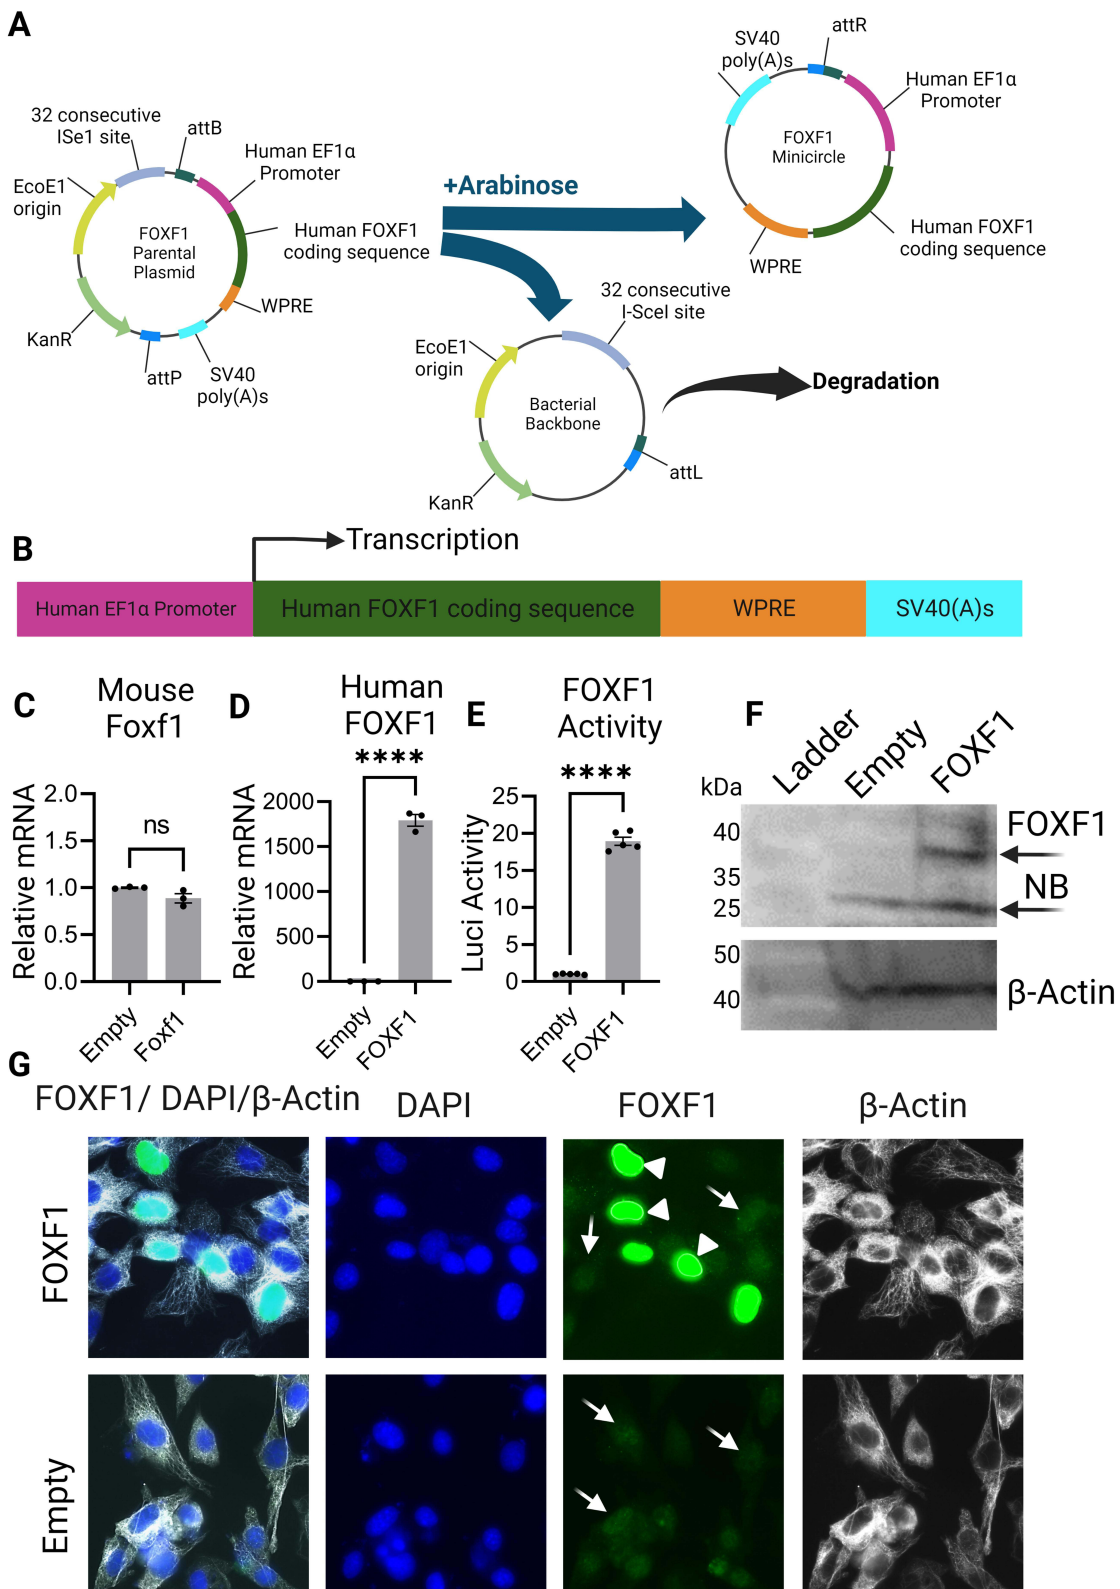 A
32 consecutive
ISe1 site
attB
Human EF1α
Promoter
EcoE1
origin
FOXF1
Parental
Plasmid
Human FOXF1
coding sequence
WPRE
KanR
attP
SV40
poly(A)s
+Arabinose
SV40
poly(A)s
attR
Human EF1α
Promoter
FOXF1
Minicircle
Human FOXF1
coding sequence
WPRE
32 consecutive
I-SceI site
EcoE1
origin
Bacterial
Backbone
KanR
attL
Degradation
B
Transcription
Human EF1α Promoter
Human FOXF1 coding sequence
WPRE
SV40(A)s
C
Mouse
Foxf1
Relative mRNA
2.0
1.5
1.0
0.5
0.0
ns
Empty
Foxf1
D
Human
FOXF1
****
Relative mRNA
2000
1500
1000
500
0
Empty
FOXF1
E
FOXF1
Activity
****
Luci Activity
25
20
15
10
5
0
Empty
FOXF1
F
Ladder
Empty
FOXF1
kDa
40
35
25
FOXF1
NB
50
40
β-Actin
G
FOXF1/ DAPI/β-Actin
DAPI
FOXF1
β-Actin
FOXF1
Empty